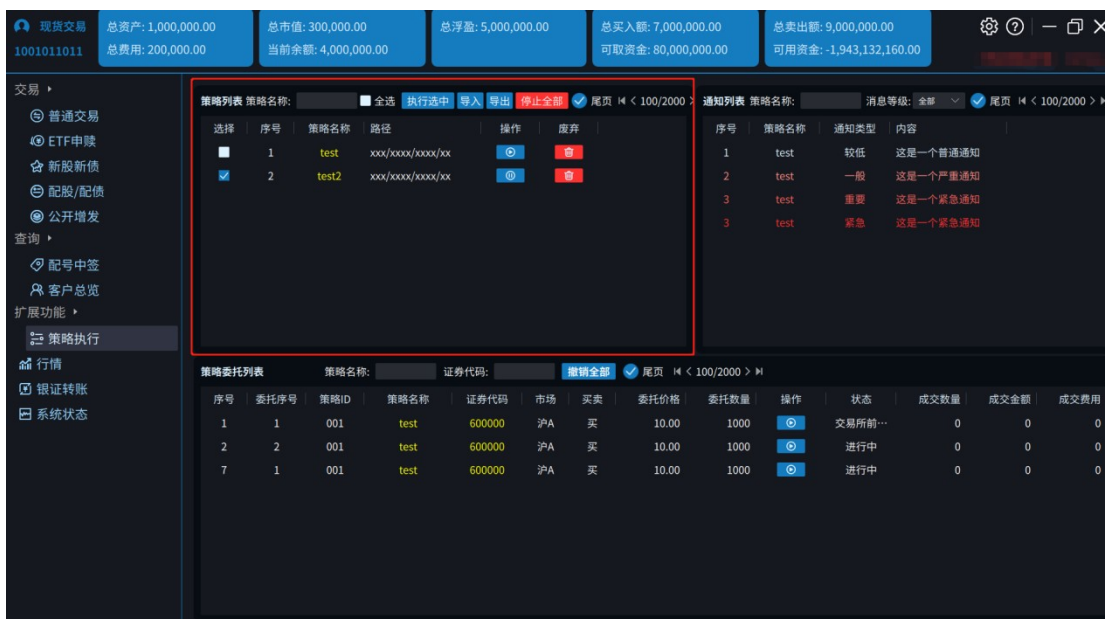 现货交易
1001011011
总资产: 1,000,000.00
总费用: 200,000.00
总市值: 300,000.00
当前余额: 4,000,000.00
总浮盈: 5,000,000.00
总买入额: 7,000,000.00
可取资金: 80,000,000.00
总卖出额: 9,000,000.00
可用资金: -1,943,132,160.00
交易
普通交易
ETF申赎
新股新债
配股/配债
公开增发
查询
配号中签
客户总览
扩展功能
策略执行
行情
银证转账
系统状态
策略列表 策略名称: 全选 执行选中 导入 导出 停止全部 尾页 < 100/2000 >
选择 序号 策略名称 路径 操作 废弃
1 test xxx/xxxx/xxxx/xx
2 test2 xxx/xxxx/xxxx/xx
通知列表 策略名称: 消息等级: 全部 尾页 < 100/2000 >
序号 策略名称 通知类型 内容
1 test 较低 这是一个普通通知
2 test 一般 这是一个严重通知
3 test 重要 这是一个紧急通知
3 test 紧急 这是一个紧急通知
策略委托列表 策略名称: 证券代码: 撤销全部 尾页 < 100/2000 >
序号 委托序号 策略ID 策略名称 证券代码 市场 买卖 委托价格 委托数量 操作 状态 成交数量 成交金额 成交费用
1 1 001 test 600000 沪A 买 10.00 1000 交易所前… 0 0 0
2 2 001 test 600000 沪A 买 10.00 1000 进行中 0 0 0
7 1 001 test 600000 沪A 买 10.00 1000 进行中 0 0 0